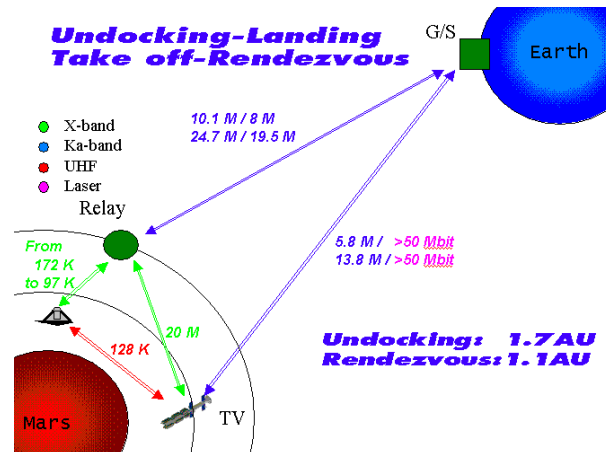 Undocking-Landing
Take off-Rendezvous
G/S
Earth
10.1 M / 8 M
24.7 M / 19.5 M
X-band
Ka-band
UHF
Laser
Relay
From
172 K
to 97 K
5.8 M / >50 Mbit
13.8 M / >50 Mbit
20 M
128 K
Undocking: 1.7AU
Rendezvous: 1.1AU
TV
Mars